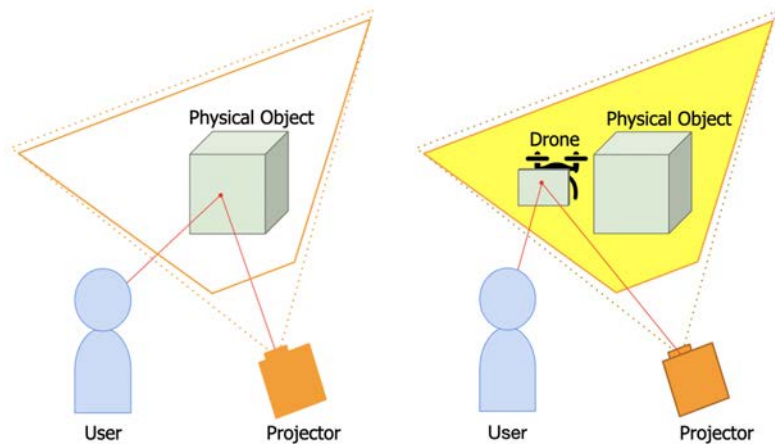 Physical Object
User
Projector
Physical Object
Drone
User
Projector